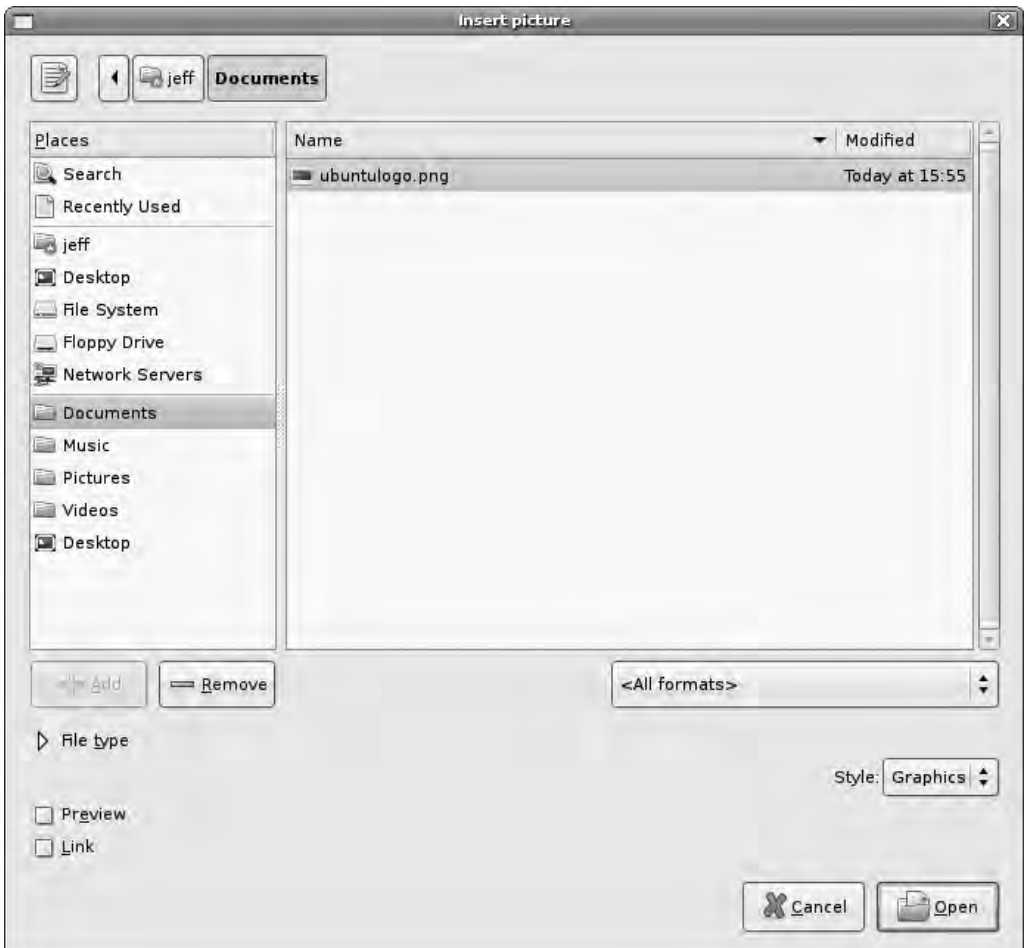 Insert picture
jeff Documents
Places
Search
Recently Used
jeff
Desktop
File System
Floppy Drive
Network Servers
Documents
Music
Pictures
Videos
Desktop
Name Modified
ubuntulogo.png Today at 15:55
Add Remove <All formats>
File type
Style: Graphics
Preview
Link
Cancel Open